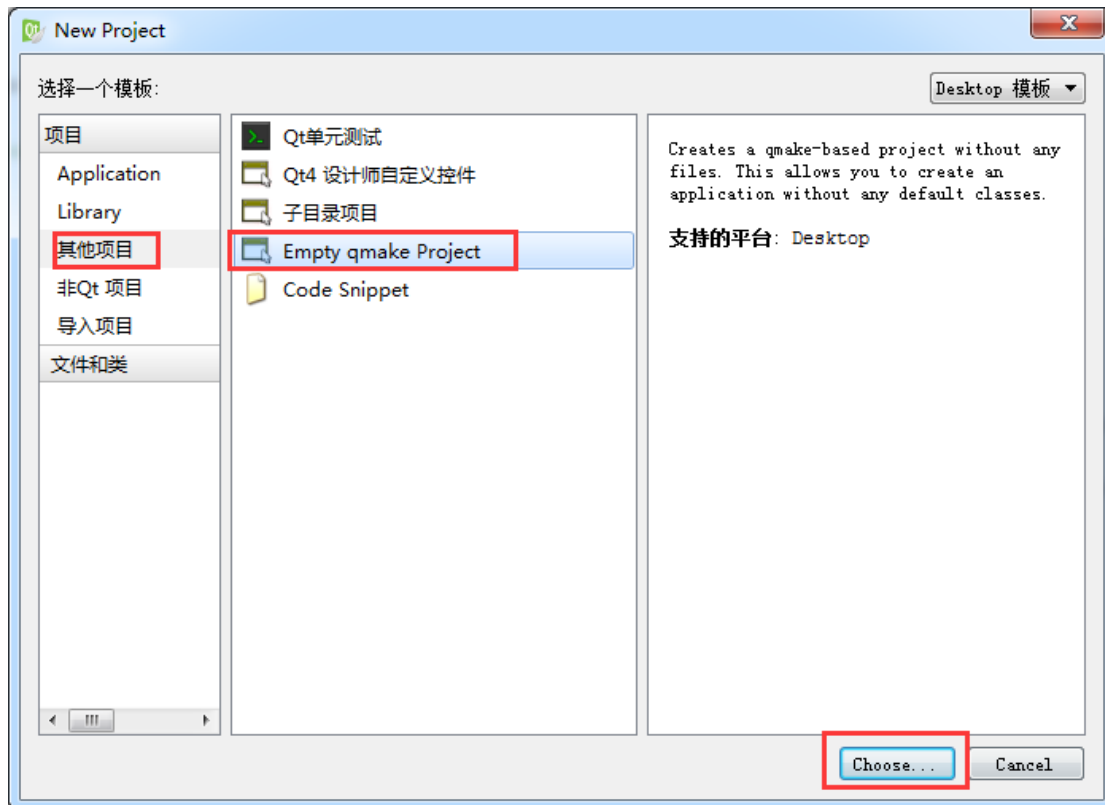 New Project
选择一个模板:
Desktop 模板
项目
Application
Library
其他项目
非Qt 项目
导入项目
文件和类
Qt单元测试
Qt4 设计师自定义控件
子目录项目
Empty qmake Project
Code Snippet
Creates a qmake-based project without any
files. This allows you to create an
application without any default classes.
支持的平台: Desktop
Choose...
Cancel